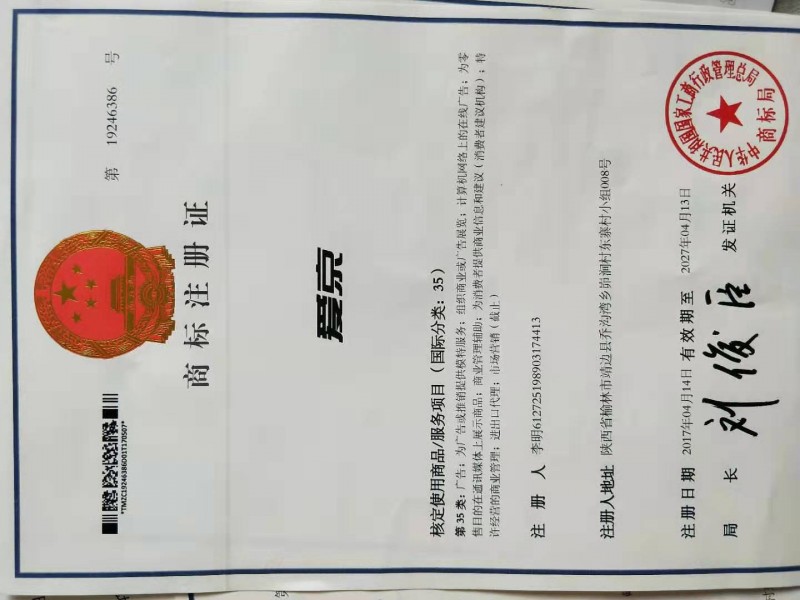 第 19246386 号
*TMZC19246386D01T170507*
商标注册证
爱京
核定使用商品/服务项目（国际分类：35）
第 35 类：广告；为广告或推销提供模特服务；组织商业或广告展览；计算机网络上的在线广告；为零
售目的在通讯媒体上展示商品；商业管理辅助；为消费者提供商业信息和建议（消费者建议机构）；特
许经营的商业管理；进出口代理；市场营销（截止）
注 册 人 李明612725198903174413
注册人地址 陕西省榆林市靖边县乔沟湾乡峁涧村东寨村小组008号
注册日期 2017年04月14日 有效期至 2027年04月13日
局 长 刘俊臣 发证机关
中华人民共和国国家工商行政管理总局
商标局